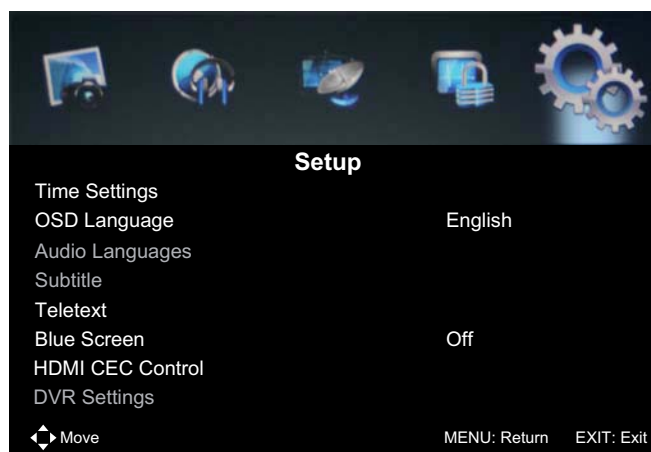 Setup
Time Settings
OSD Language English
Audio Languages
Subtitle
Teletext
Blue Screen Off
HDMI CEC Control
DVR Settings
Move MENU: Return EXIT: Exit